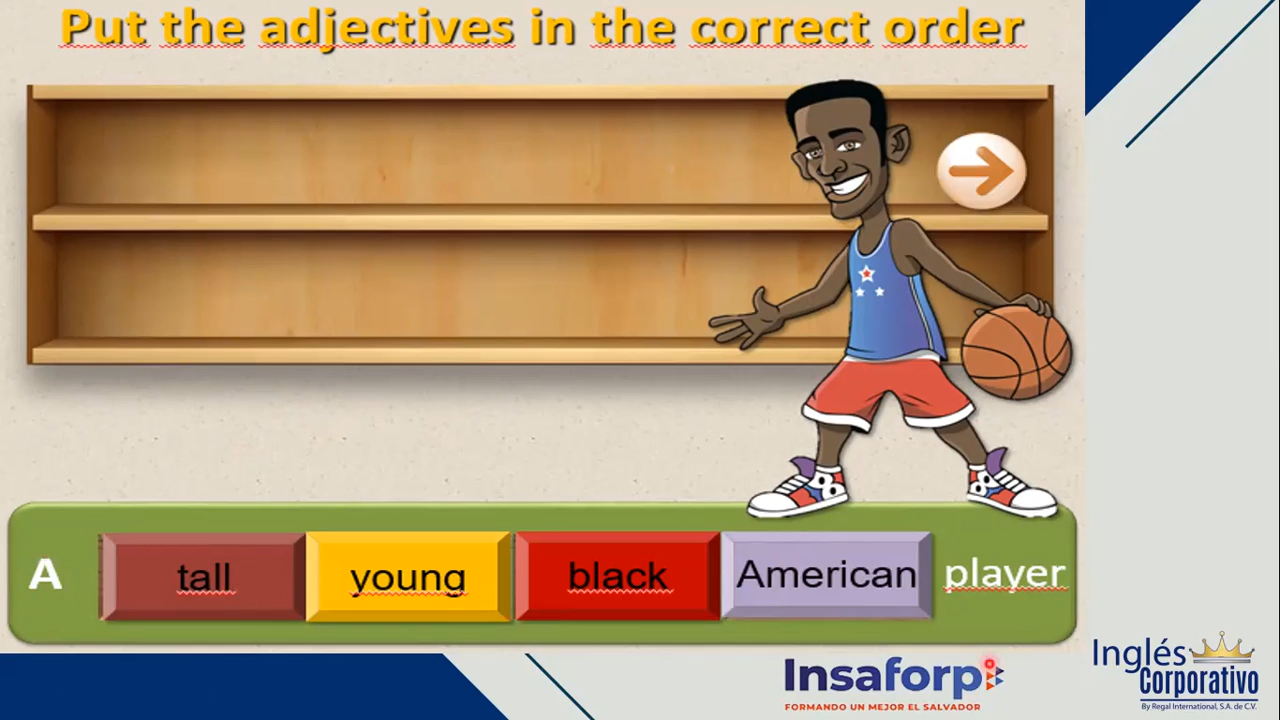 Put the adjectives in the correct order
A tall young black American player
Insaforp
FORMANDO UN MEJOR EL SALVADOR
Inglés
Corporativo
By Regal International, S.A. de C.V.